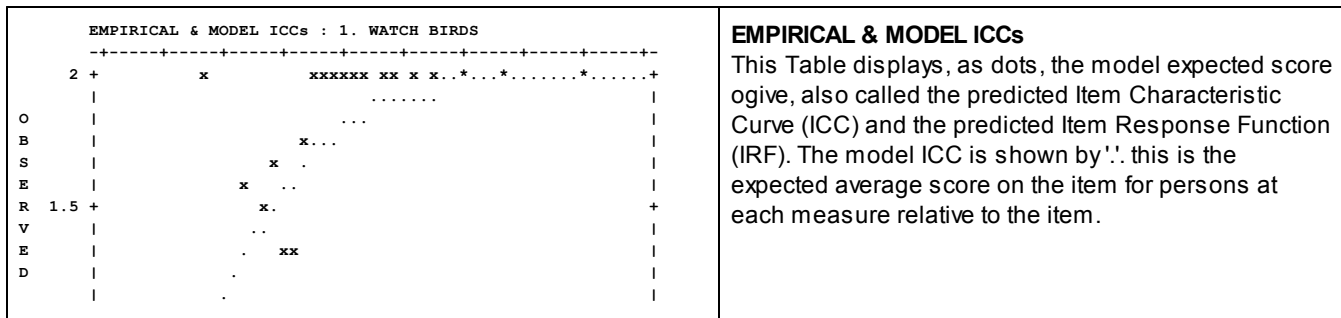 EMPIRICAL & MODEL ICCs : 1. WATCH BIRDS
-+-----+-----+-----+-----+-----+-----+-----+-----+-----+-
2 +            x           xxxxxx xx x x..*...*.......*......+
|                             .......                       |
O       |                          ...                              |
B       |                      x...                                 |
S       |                   x  .                                    |
E       |                x   ..                                     |
R  1.5 +                  x.                                       +
V       |                 ..                                        |
E       |                .   xx                                     |
D       |               .                                           |
|              .                                            |
EMPIRICAL & MODEL ICCs
This Table displays, as dots, the model expected score
ogive, also called the predicted Item Characteristic
Curve (ICC) and the predicted Item Response Function
(IRF). The model ICC is shown by '.'. this is the
expected average score on the item for persons at
each measure relative to the item.